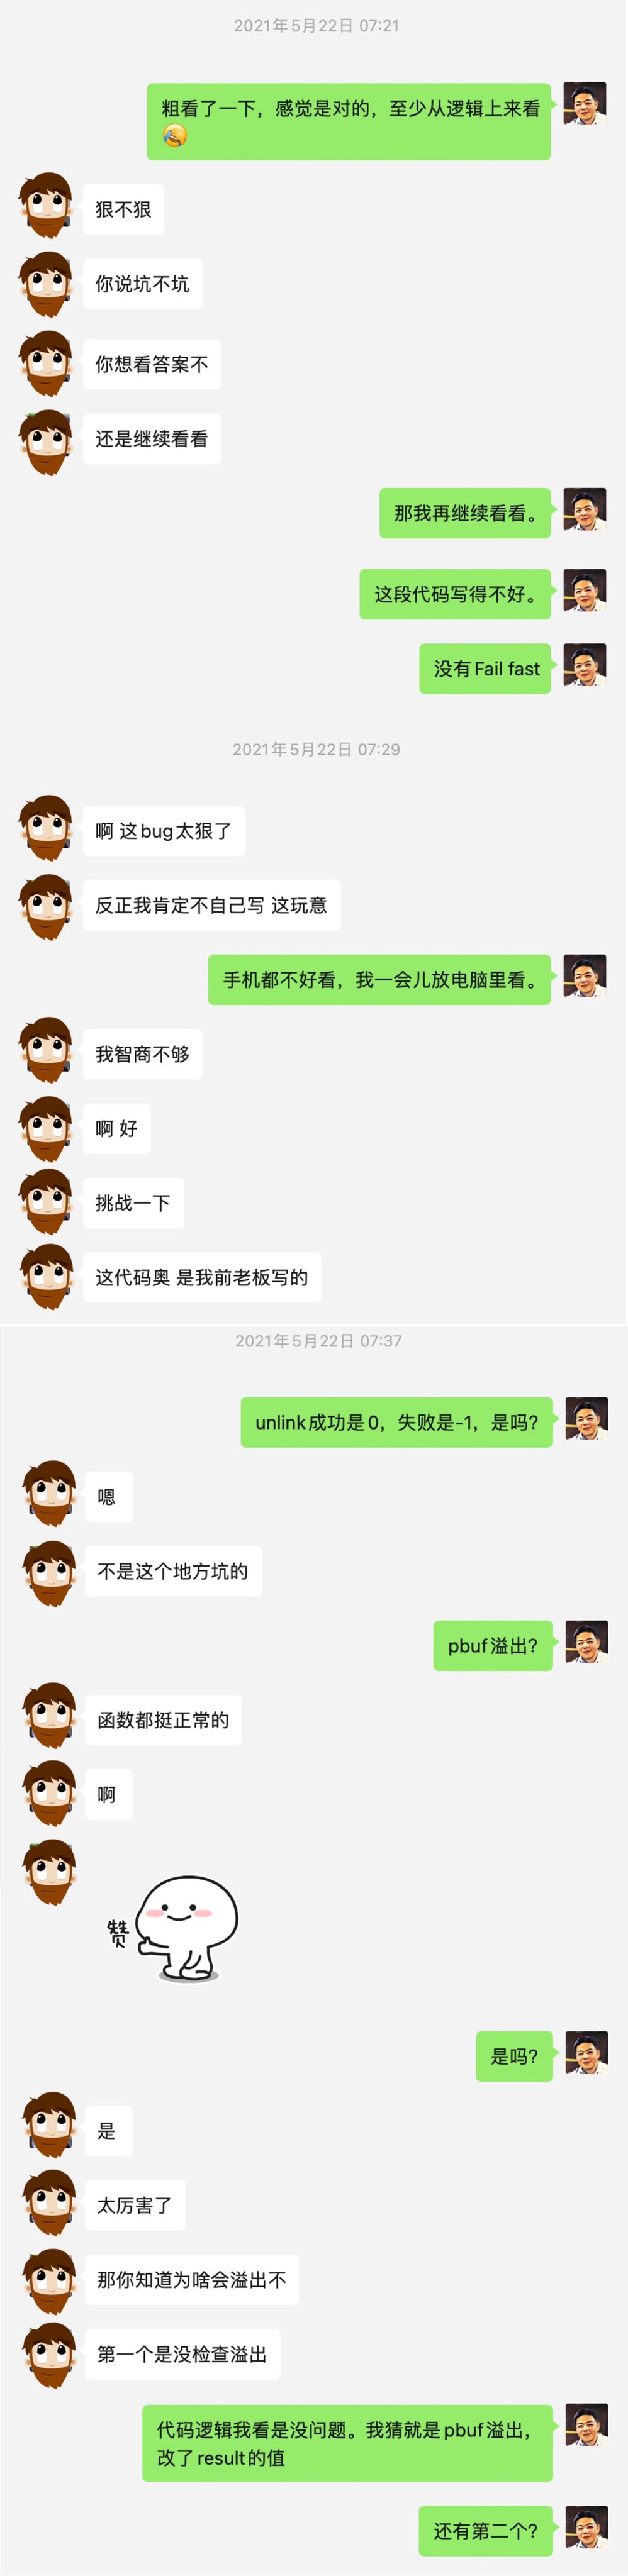 2021年5月22日 07:21
粗看了一下，感觉是对的，至少从逻辑上来看
狠不狠
你说坑不坑
你想看答案不
还是继续看看
那我再继续看看。
这段代码写得不好。
没有Fail fast
2021年5月22日 07:29
啊 这bug太狠了
反正我肯定不自己写 这玩意
手机都不好看，我一会儿放电脑里看。
我智商不够
啊 好
挑战一下
这代码奥 是我前老板写的
2021年5月22日 07:37
unlink成功是0，失败是-1，是吗?
嗯
不是这个地方坑的
pbuf溢出?
函数都挺正常的
啊
赞
是吗?
是
太厉害了
那你知道为啥会溢出不
第一个是没检查溢出
代码逻辑我看是没问题。我猜就是pbuf溢出，
改了result的值
还有第二个?